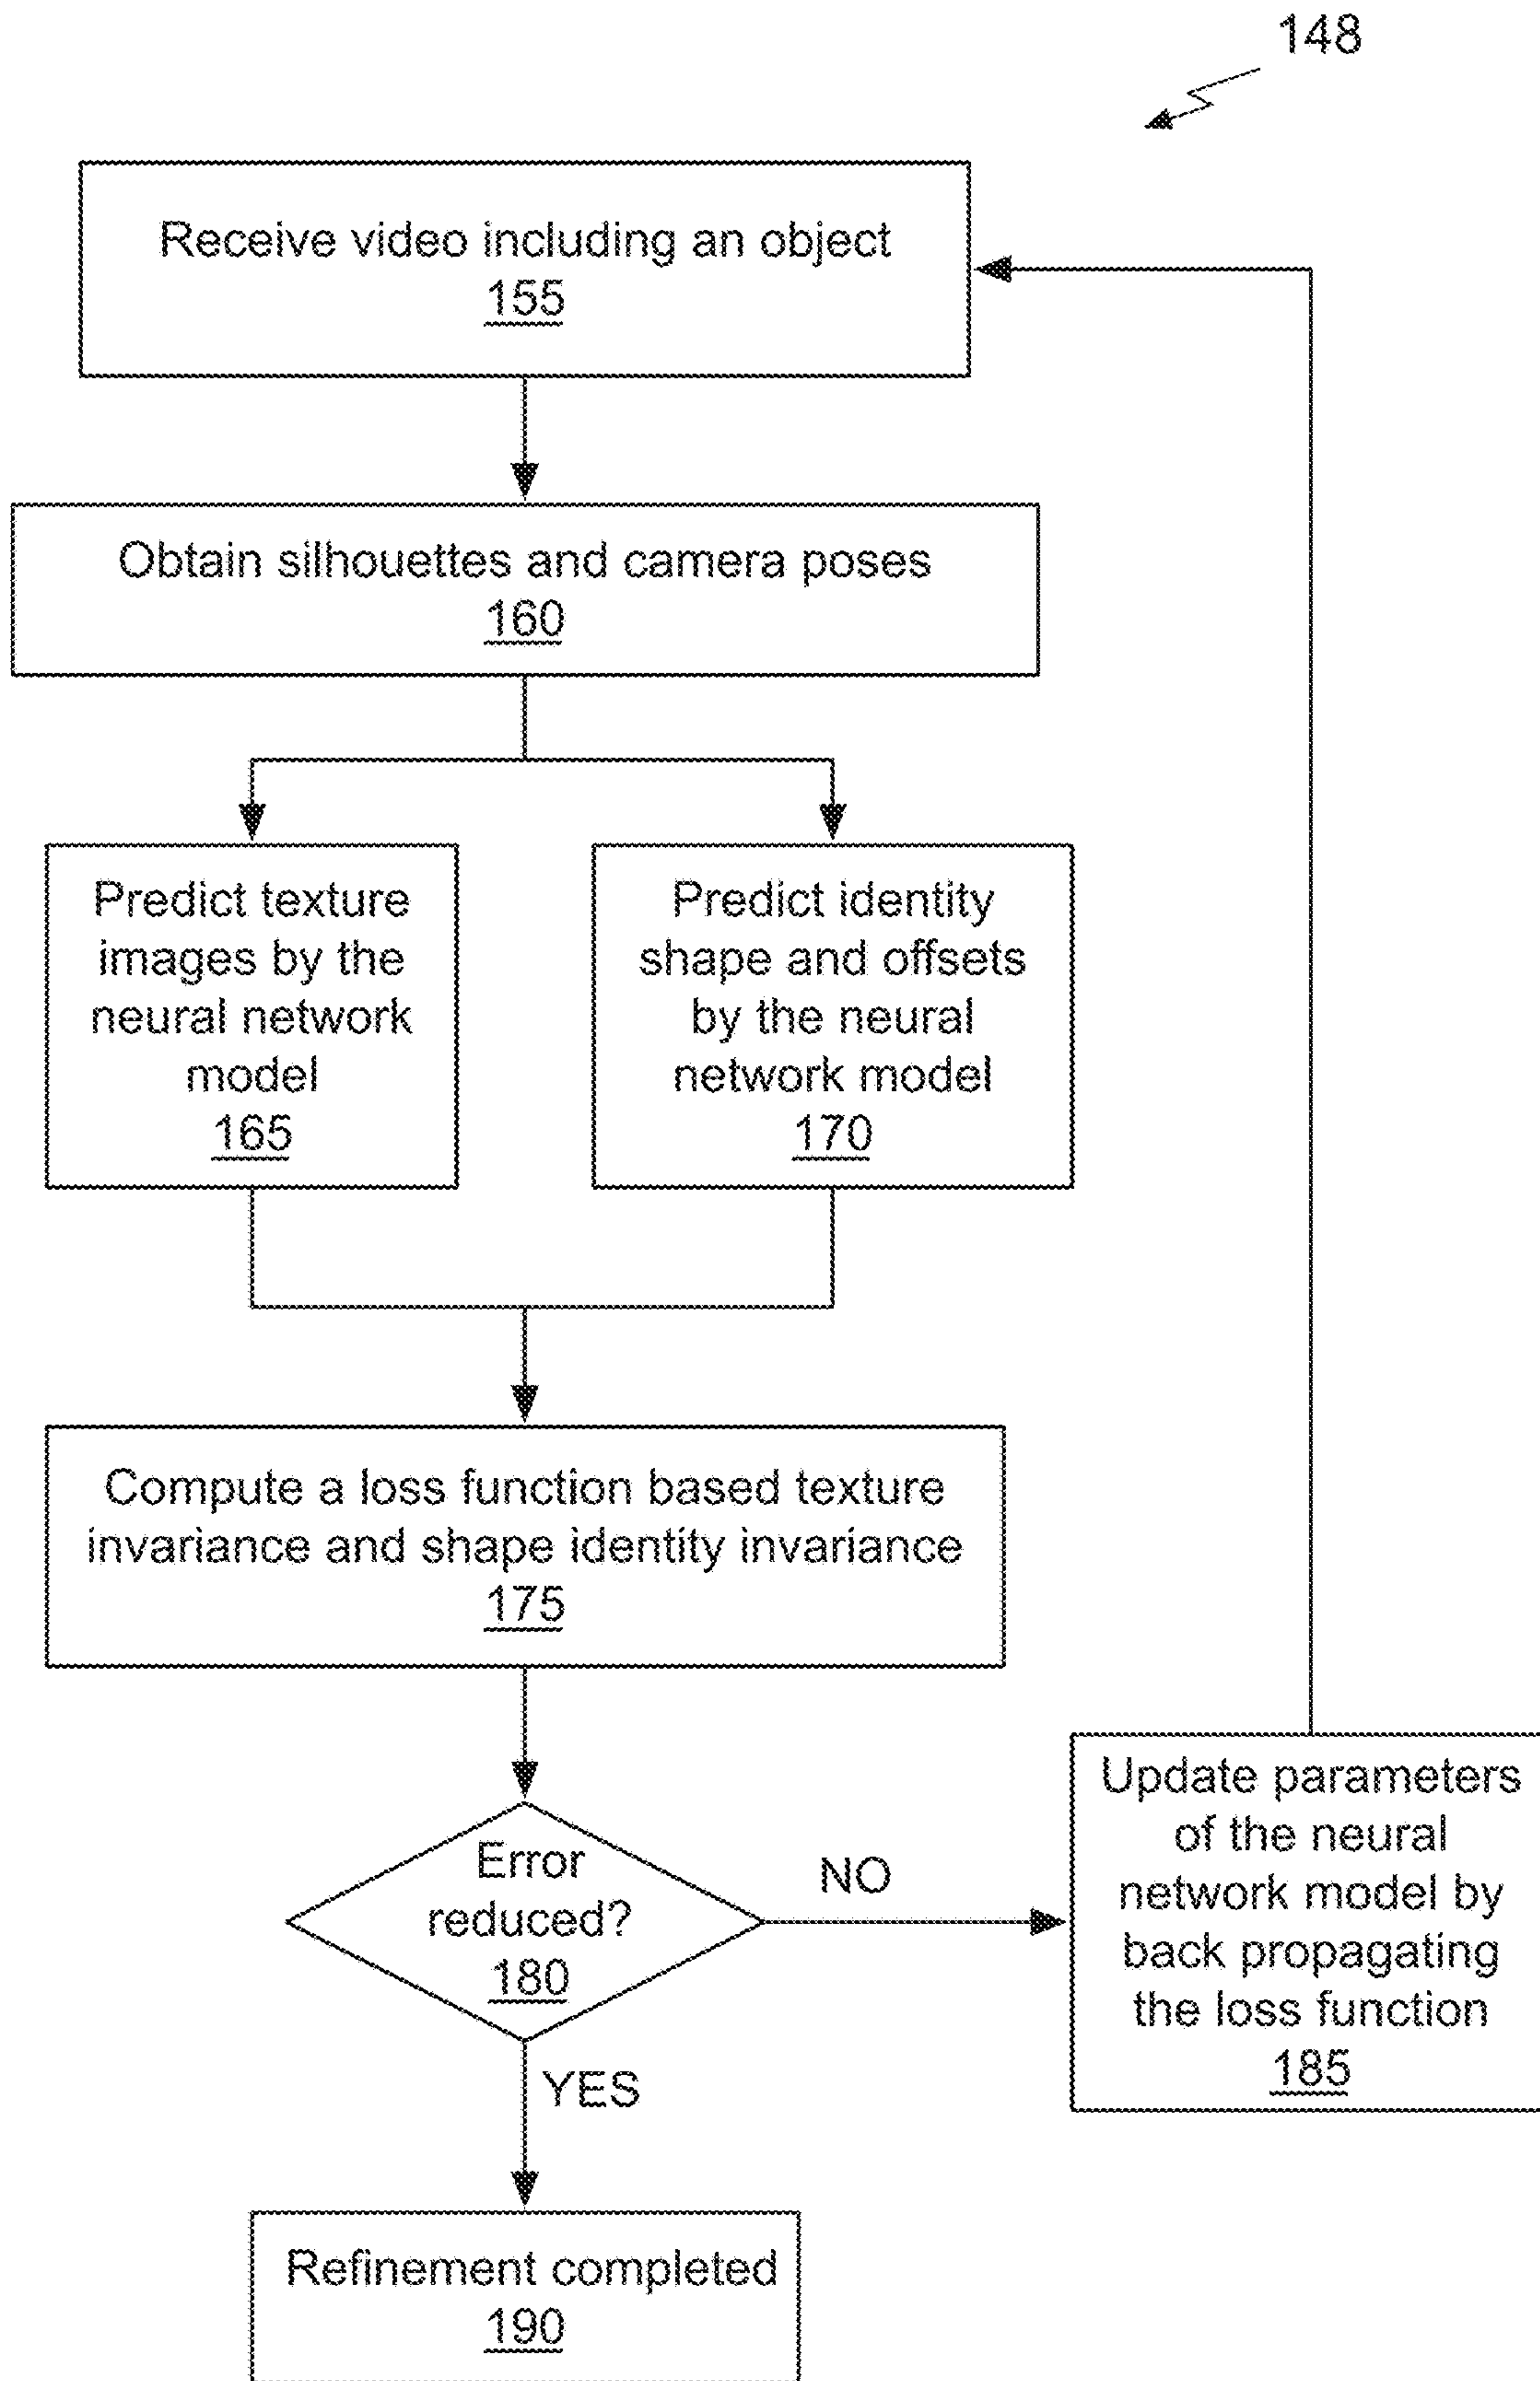 148
Receive video including an object
155
Obtain silhouettes and camera poses
160
Predict texture
images by the
neural network
model
165
Predict identity
shape and offsets
by the neural
network model
170
Compute a loss function based texture
invariance and shape identity invariance
175
Error
reduced?
180
NO
Update parameters
of the neural
network model by
back propagating
the loss function
185
YES
Refinement completed
190